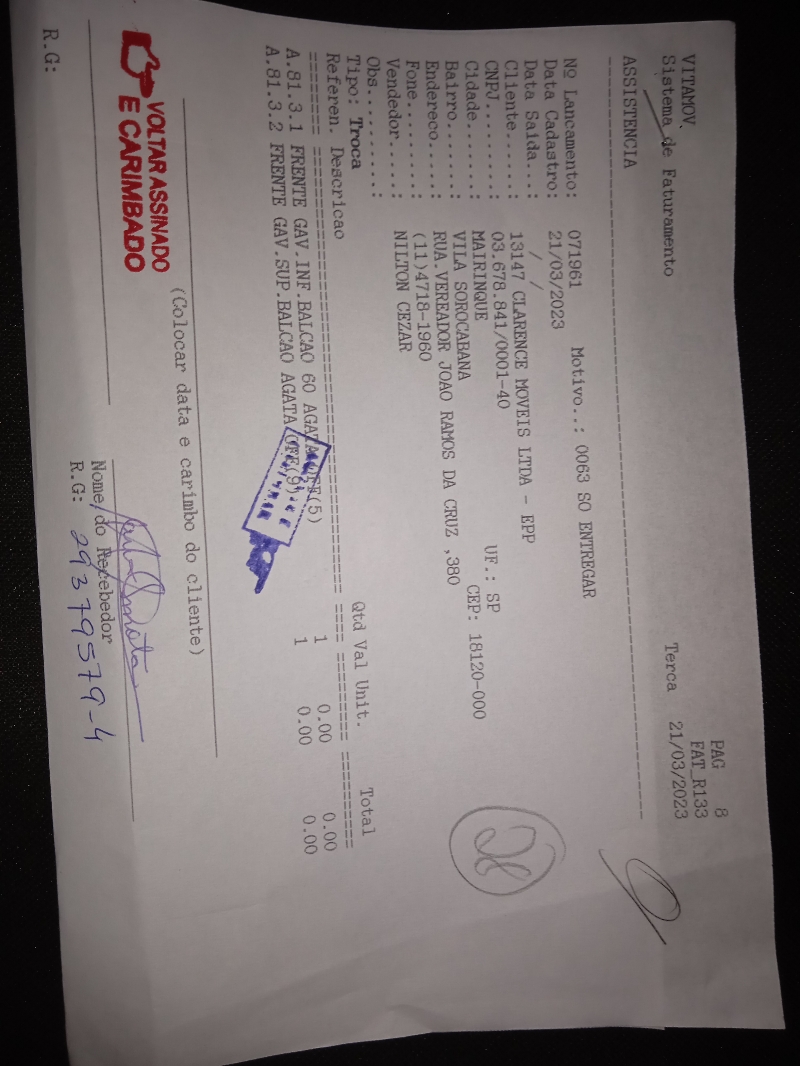 VITAMOV. PAG 8
FAT_R133
Sistema de Faturamento Terca 21/03/2023
ASSISTENCIA
Nº Lancamento: 071961 Motivo..: 0063 SO ENTREGAR
Data Cadastro: 21/03/2023
Data Saida...: / /
Cliente......: 13147 CLARENCE MOVEIS LTDA - EPP
CNPJ.........: 03.678.841/0001-40
Cidade.......: MAIRINQUE UF.: SP
Bairro.......: VILA SOROCABANA CEP: 18120-000
Endereco.....: RUA.VEREADOR JOAO RAMOS DA CRUZ ,380
Fone.........: (11)4718-1960
Vendedor.....: NILTON CEZAR
Obs..........:
Tipo: Troca
Referen. Descricao Qtd Val Unit. Total
A.81.3.1 FRENTE GAV.INF.BALCAO 60 AGATA OFF(5) 1 0.00 0.00
A.81.3.2 FRENTE GAV.SUP.BALCAO AGATA OFF(9) 1 0.00 0.00
(Colocar data e carimbo do cliente)
VOLTAR ASSINADO
E CARIMBADO
Nome do Recebedor
R.G: R.G: 29379579-4